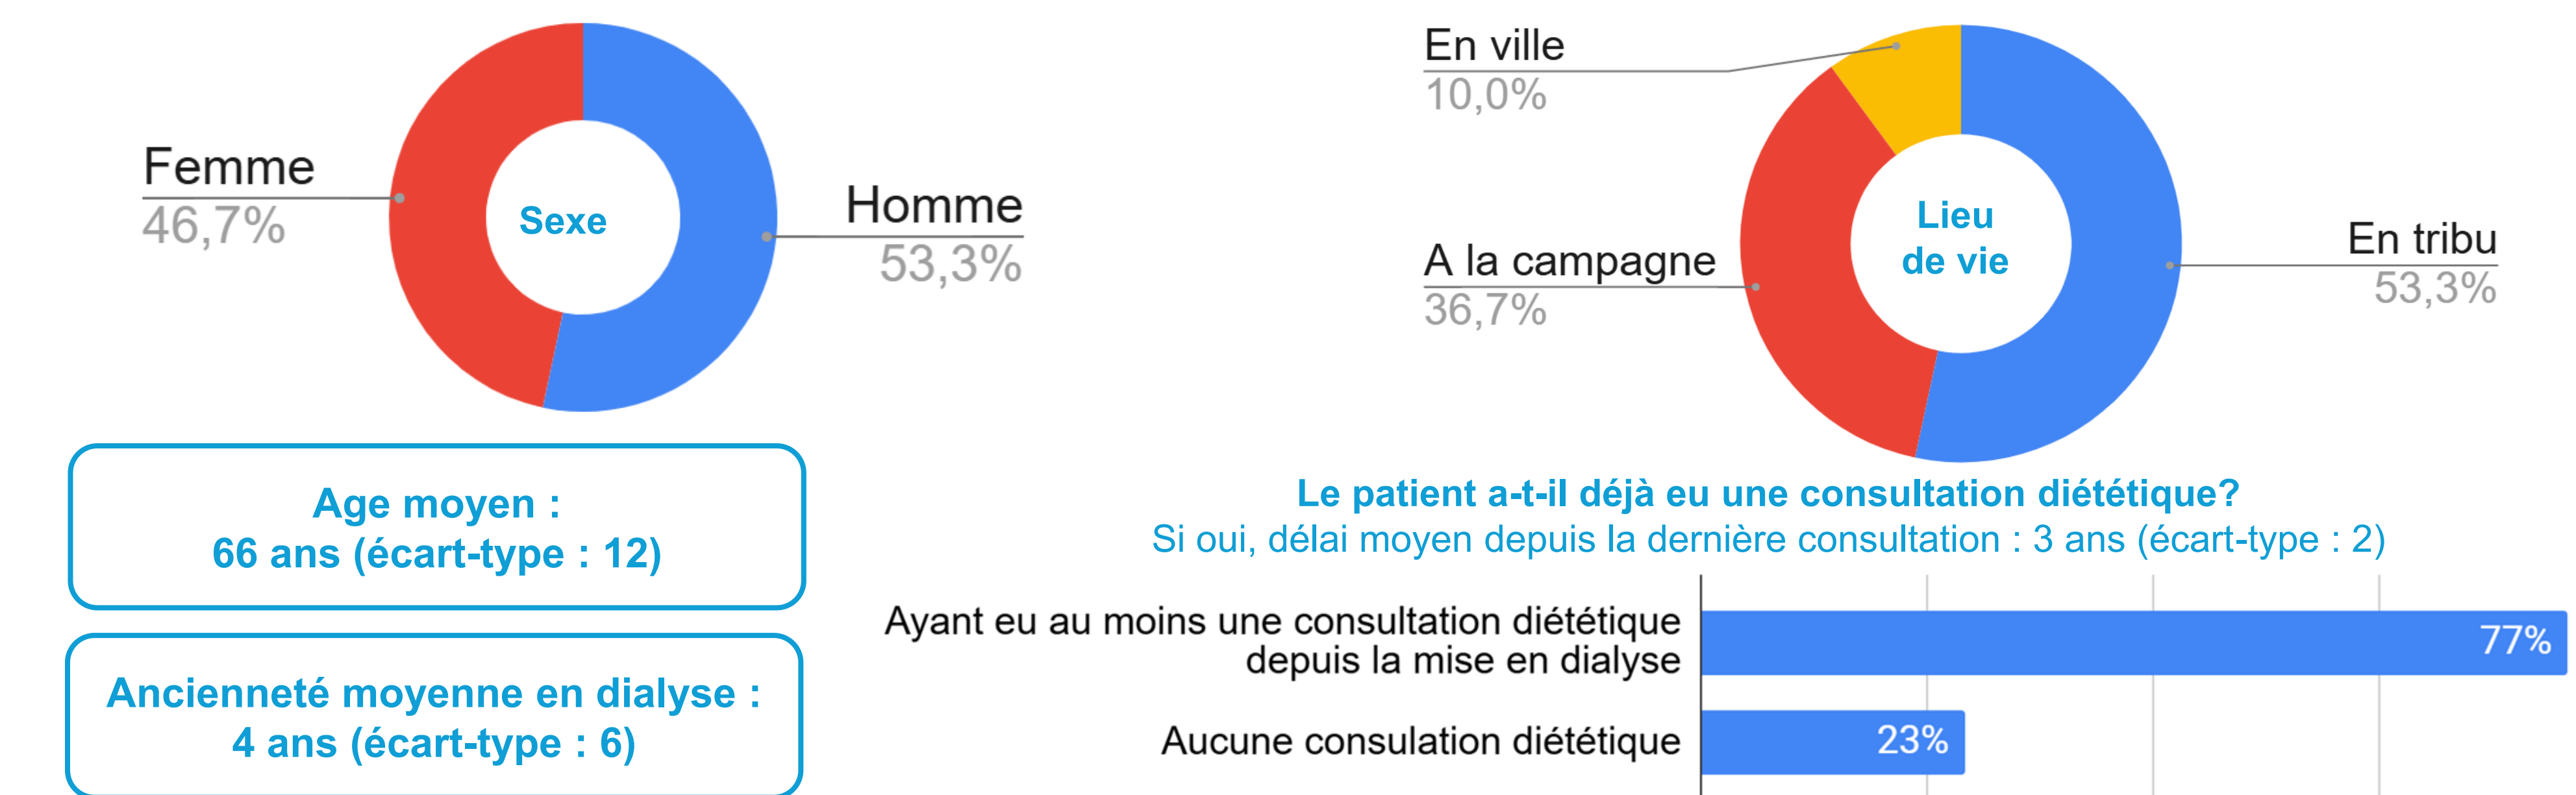 Femme
46,7%
Sexe
Homme
53,3%
En ville
10,0%
A la campagne
36,7%
Lieu
de vie
En tribu
53,3%
Age moyen :
66 ans (écart-type : 12)
Ancienneté moyenne en dialyse :
4 ans (écart-type : 6)
Le patient a-t-il déjà eu une consultation diététique?
Si oui, délai moyen depuis la dernière consultation : 3 ans (écart-type : 2)
Ayant eu au moins une consultation diététique
depuis la mise en dialyse
77%
Aucune consulation diététique
23%